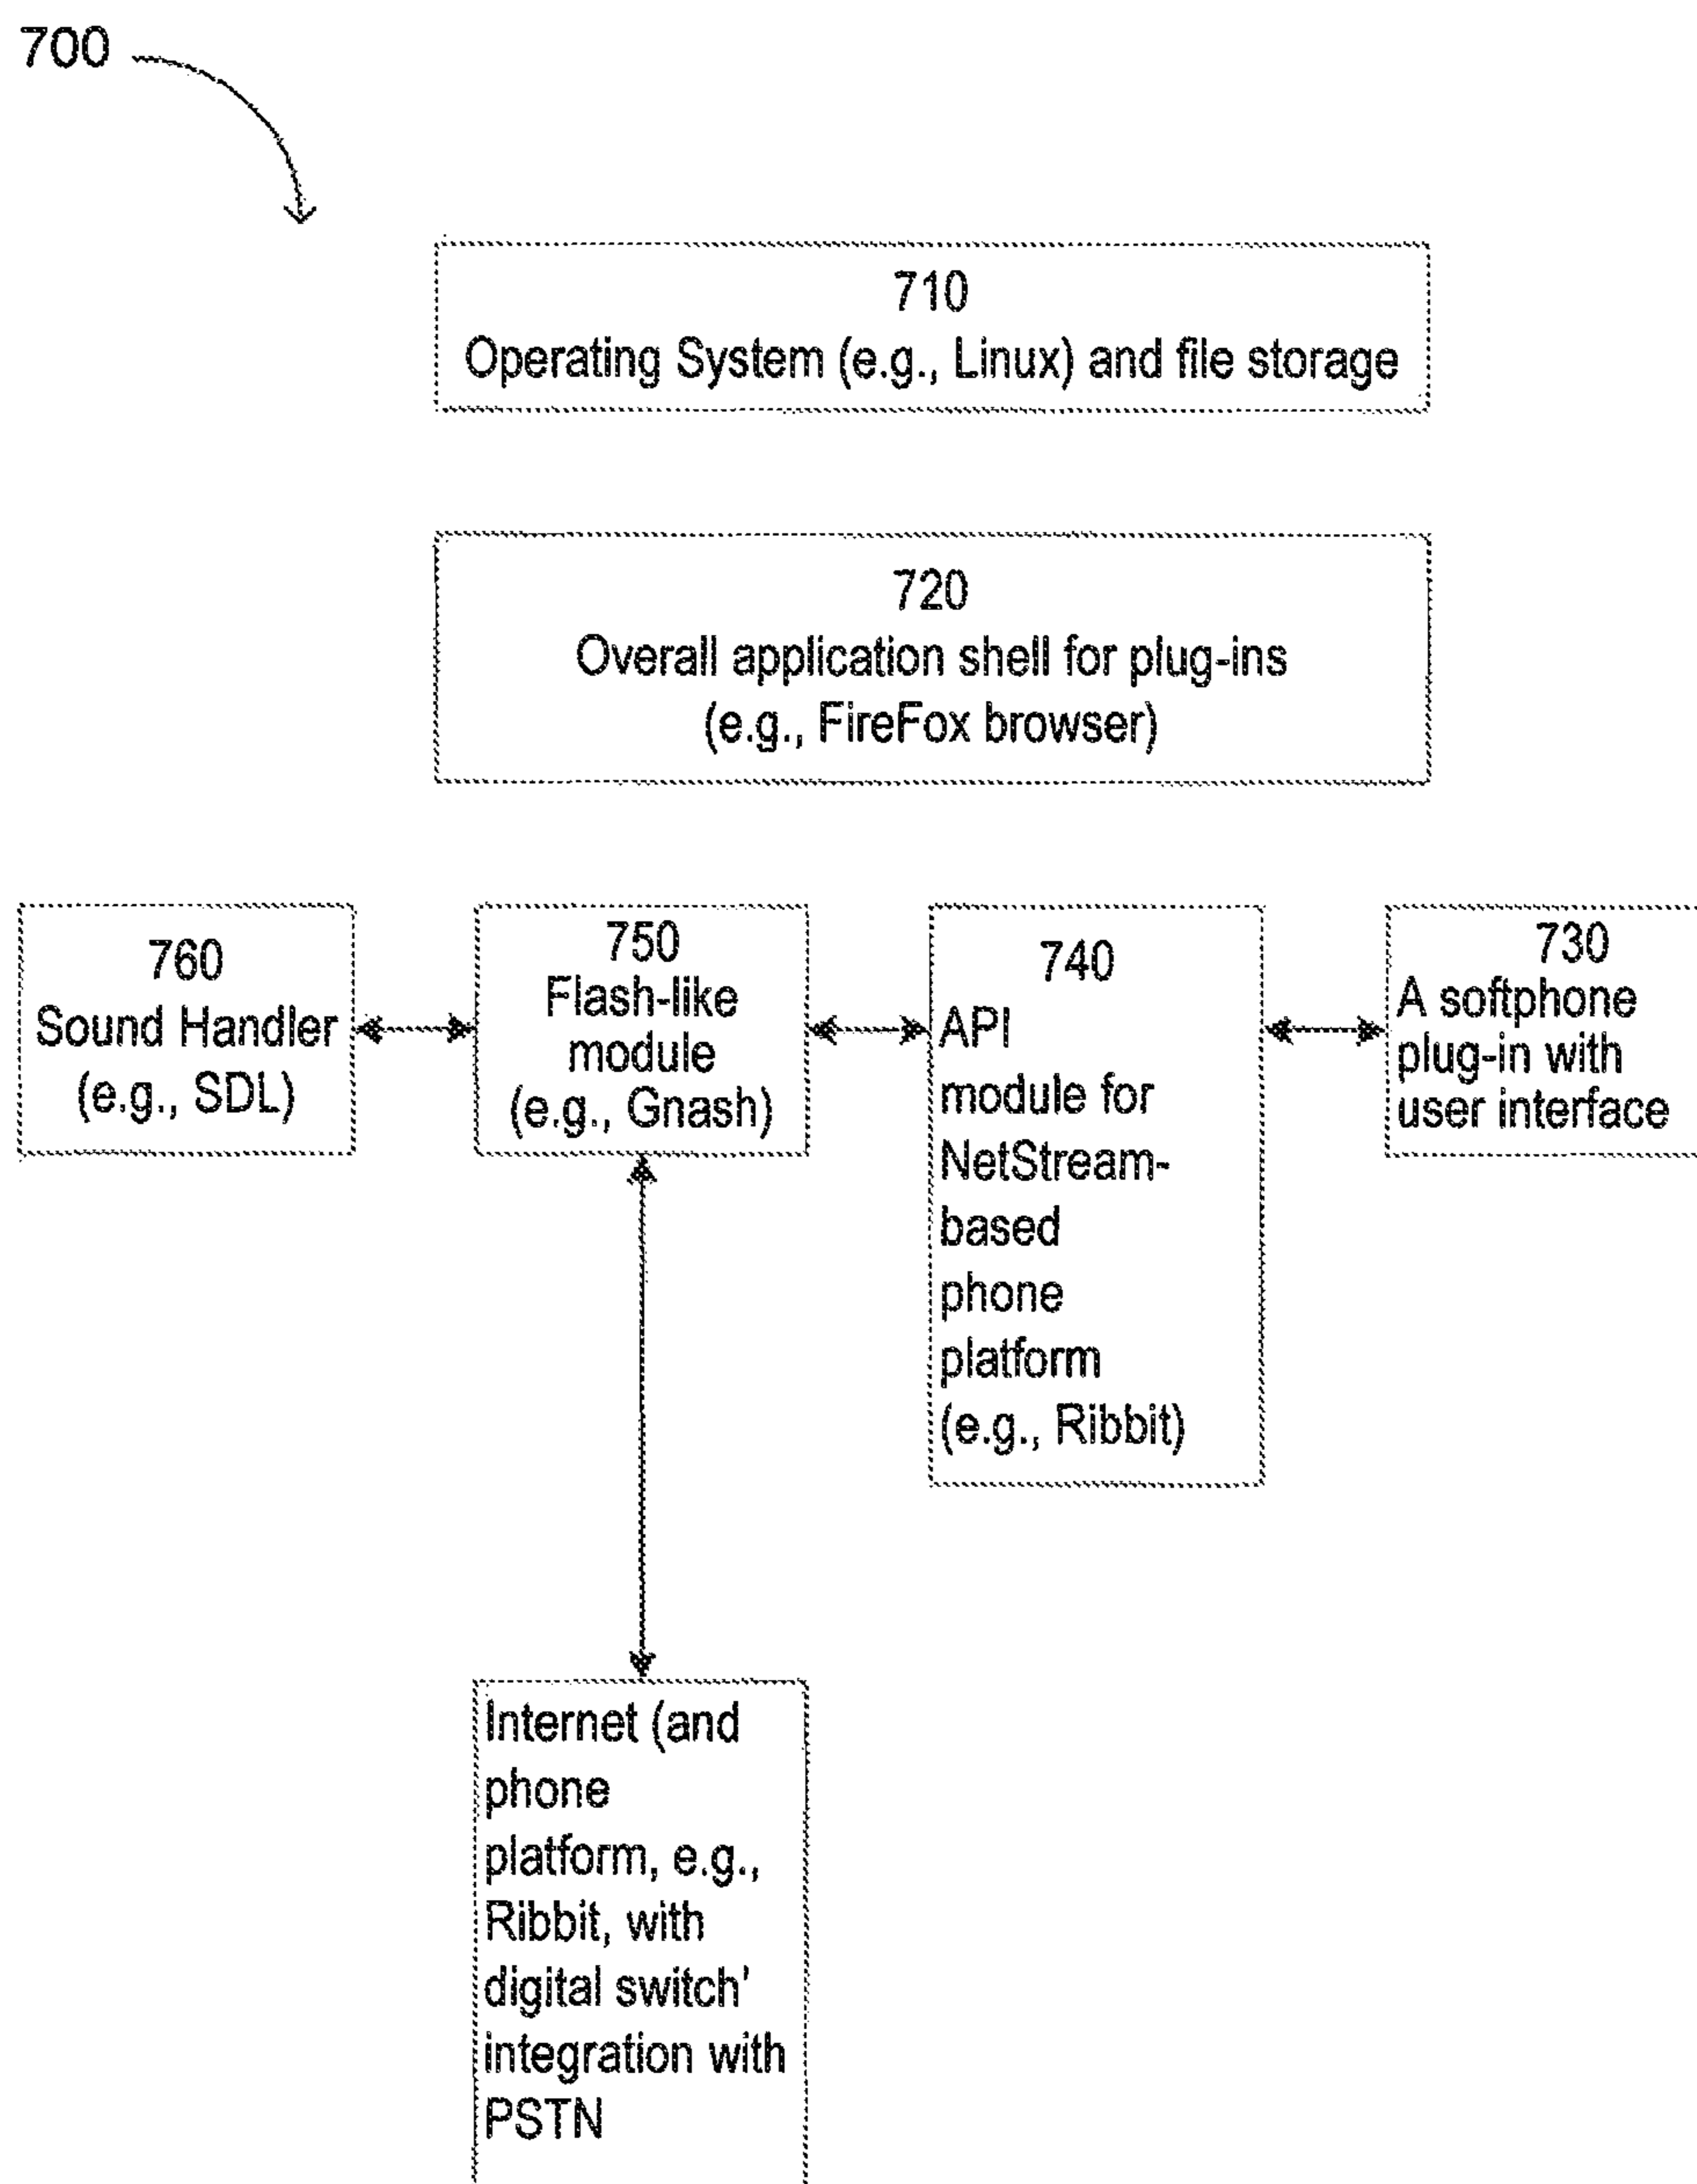 700
710
Operating System (e.g., Linux) and file storage
720
Overall application shell for plug-ins
(e.g., FireFox browser)
760
Sound Handler
(e.g., SDL)
750
Flash-like
module
(e.g., Gnash)
740
API
module for
NetStream-
based
phone
platform
(e.g., Ribbit)
730
A softphone
plug-in with
user interface
Internet (and
phone
platform, e.g.,
Ribbit, with
digital switch'
integration with
PSTN